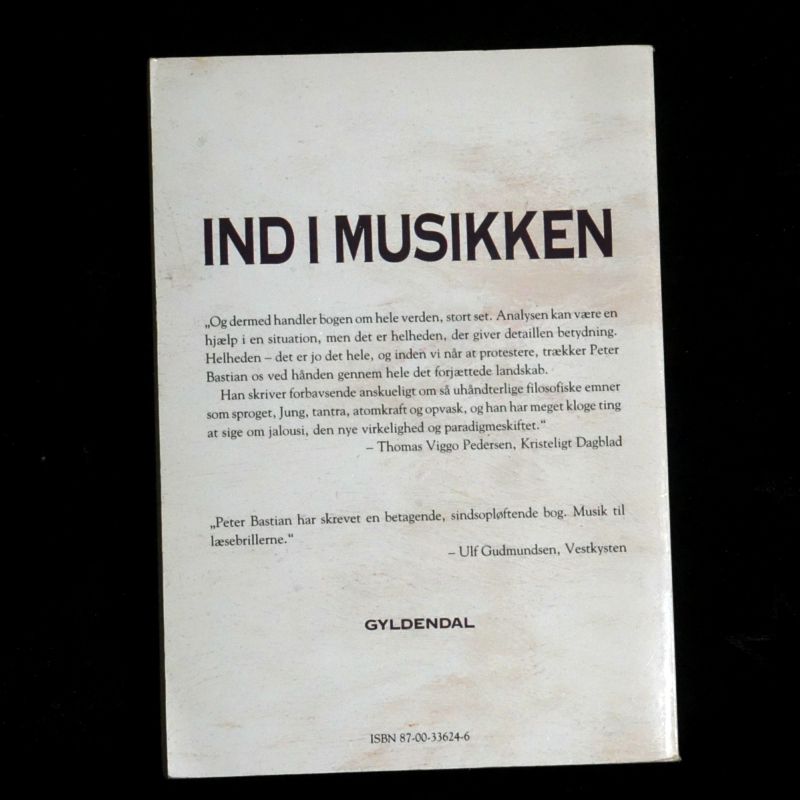 IND I MUSIKKEN
„Og dermed handler bogen om hele verden, stort set. Analysen kan være en
hjælp i en situation, men det er helheden, der giver detaillen betydning.
Helheden – det er jo det hele, og inden vi når at protestere, trækker Peter
Bastian os ved hånden gennem hele det forjættede landskab.
Han skriver forbavsende anskueligt om så uhåndterlige filosofiske emner
som sproget, Jung, tantra, atomkraft og opvask, og han har meget kloge ting
at sige om jalousi, den nye virkelighed og paradigmeskiftet.“
– Thomas Viggo Pedersen, Kristeligt Dagblad
„Peter Bastian har skrevet en betagende, sindsopløftende bog. Musik til
læsebrillerne.“
– Ulf Gudmundsen, Vestkysten
GYLDENDAL
ISBN 87-00-33624-6